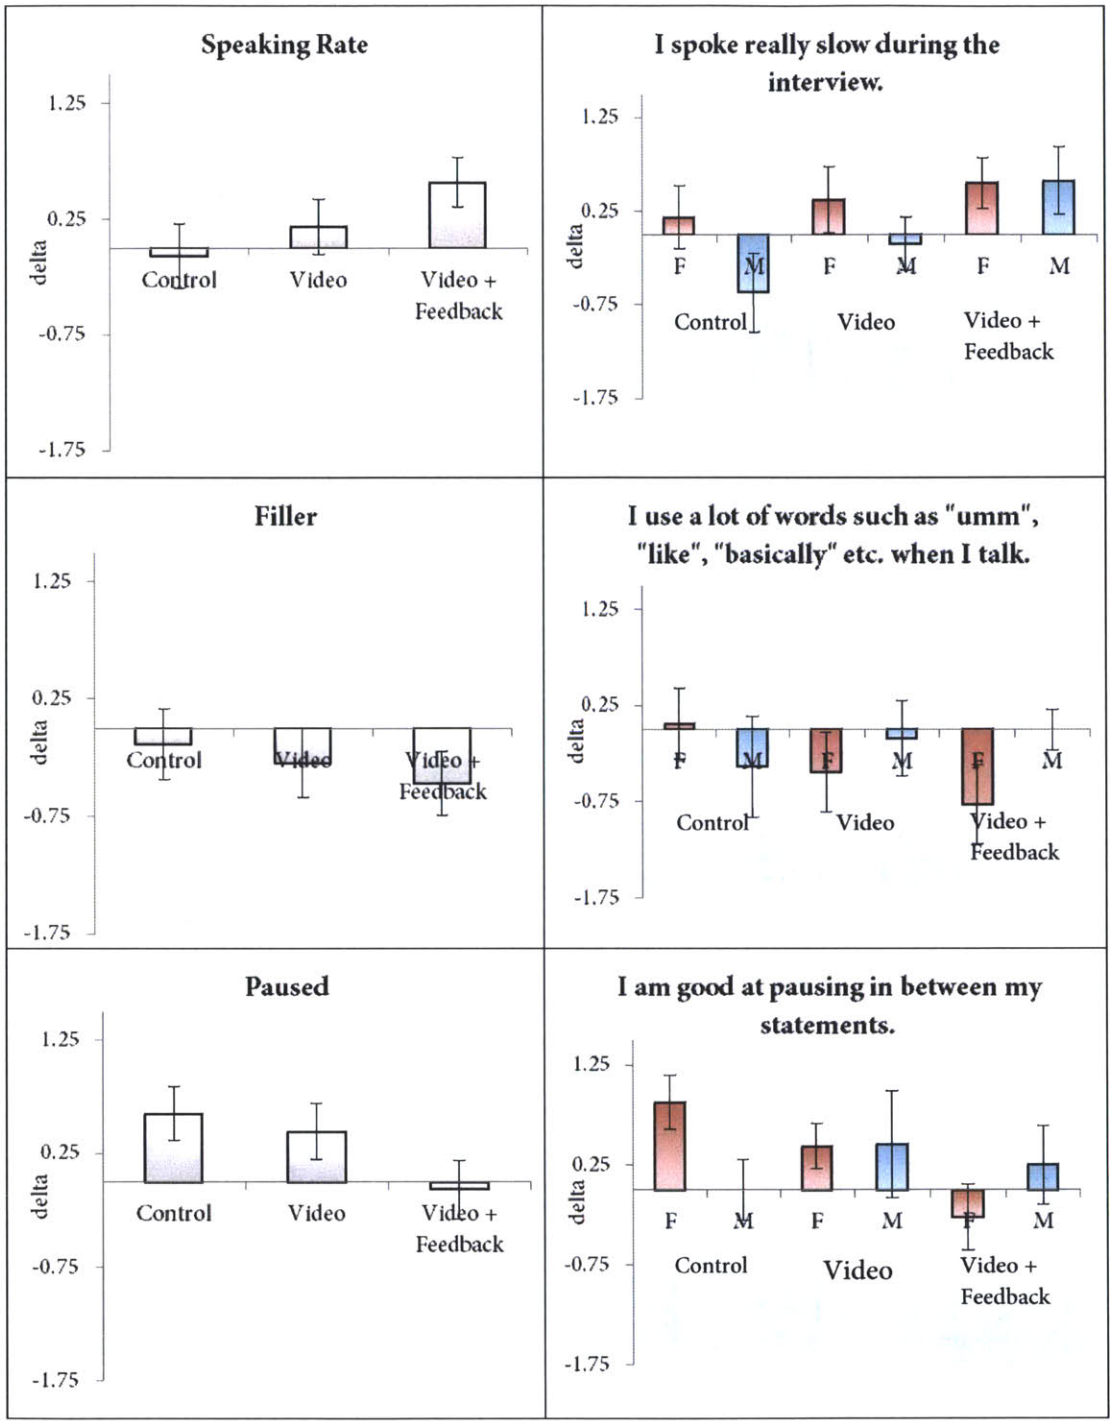 Speaking Rate
1.25
0.25
-0.75
-1.75
delta
Control
Video
Video +
Feedback
I spoke really slow during the
interview.
1.25
0.25
-0.75
-1.75
delta
F
M
F
M
F
M
Control
Video
Video +
Feedback
Filler
1.25
0.25
-0.75
-1.75
delta
Control
Video
Video +
Feedback
I use a lot of words such as "umm",
"like", "basically" etc. when I talk.
1.25
0.25
-0.75
-1.75
delta
F
M
F
M
F
M
Control
Video
Video +
Feedback
Paused
1.25
0.25
-0.75
-1.75
delta
Control
Video
Video +
Feedback
I am good at pausing in between my
statements.
1.25
0.25
-0.75
-1.75
delta
F
M
F
M
F
M
Control
Video
Video +
Feedback